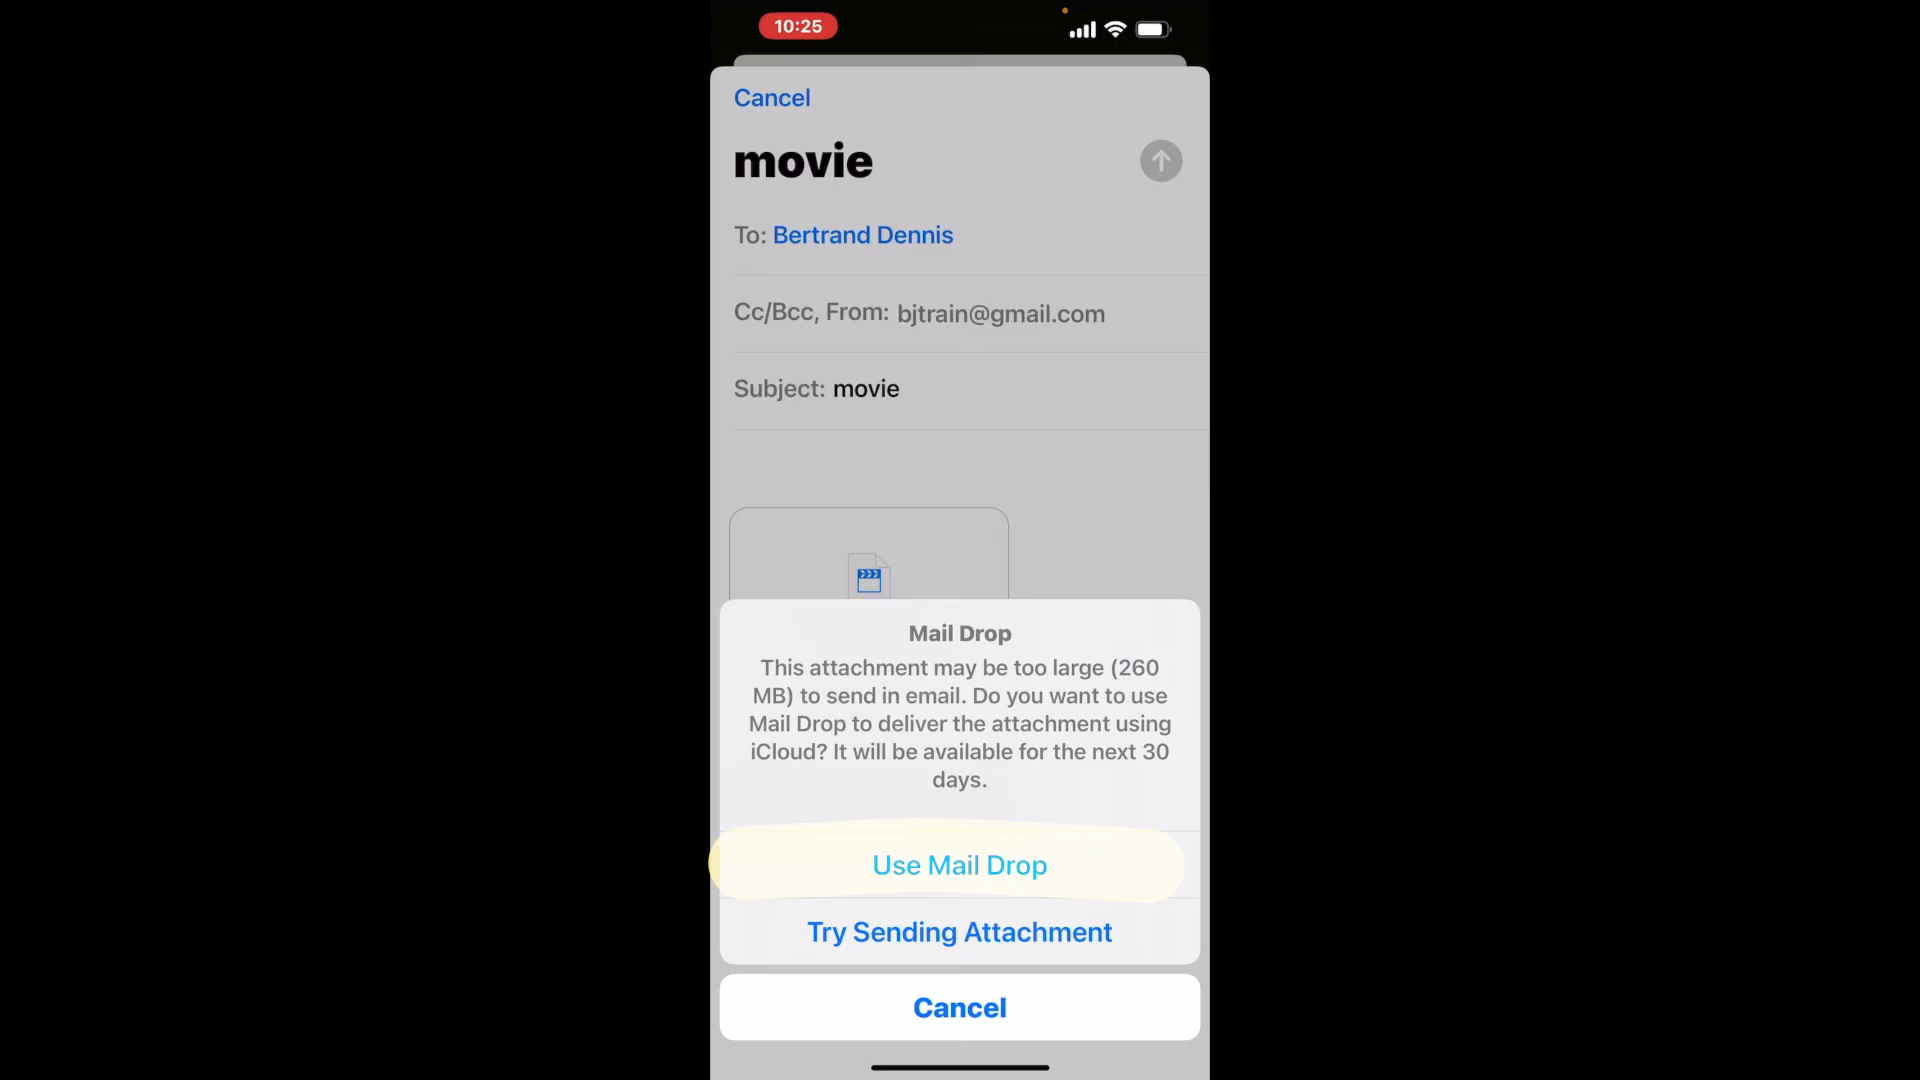 10:25
Cancel
movie
To: Bertrand Dennis
Cc/Bcc, From: bjtrain@gmail.com
Subject: movie
Mail Drop
This attachment may be too large (260
MB) to send in email. Do you want to use
Mail Drop to deliver the attachment using
iCloud? It will be available for the next 30
days.
Use Mail Drop
Try Sending Attachment
Cancel